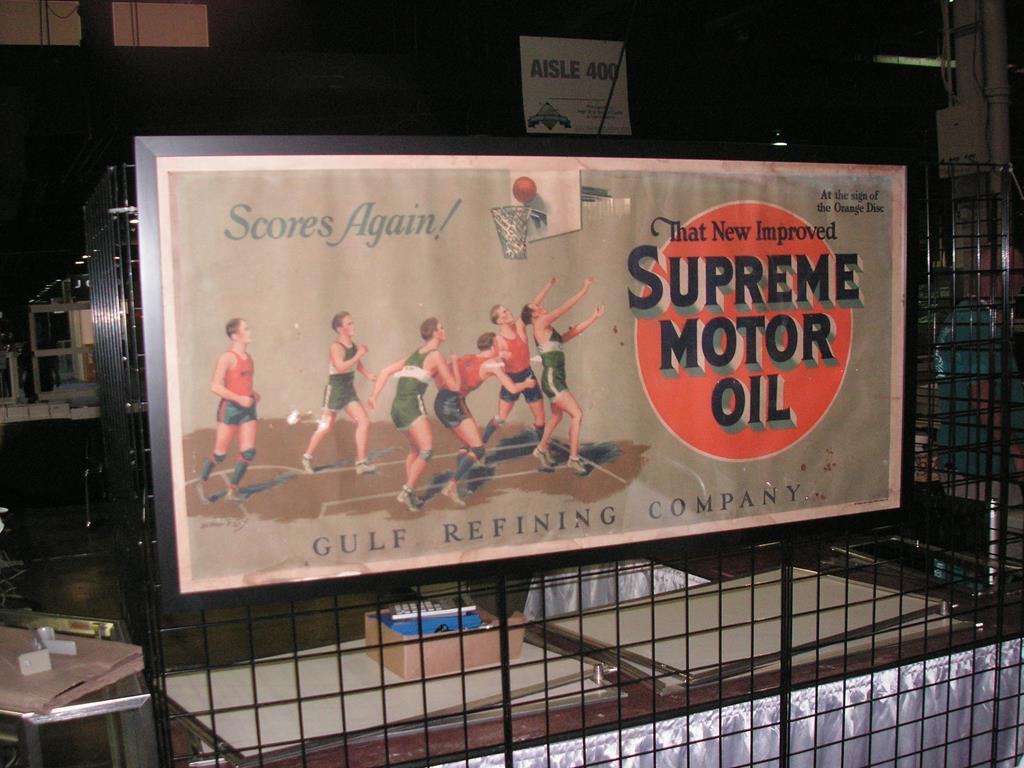 AISLE 400
Scores Again!
At the sign of
the Orange Disc
That New Improved
SUPREME
MOTOR
OIL
GULF REFINING COMPANY